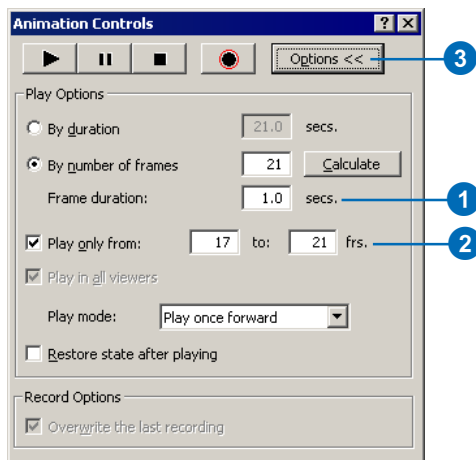 Animation Controls
Options <<
3
Play Options
By duration 21.0 secs.
By number of frames 21 Calculate
Frame duration: 1.0 secs.
1
Play only from: 17 to: 21 frs.
2
Play in all viewers
Play mode: Play once forward
Restore state after playing
Record Options
Overwrite the last recording